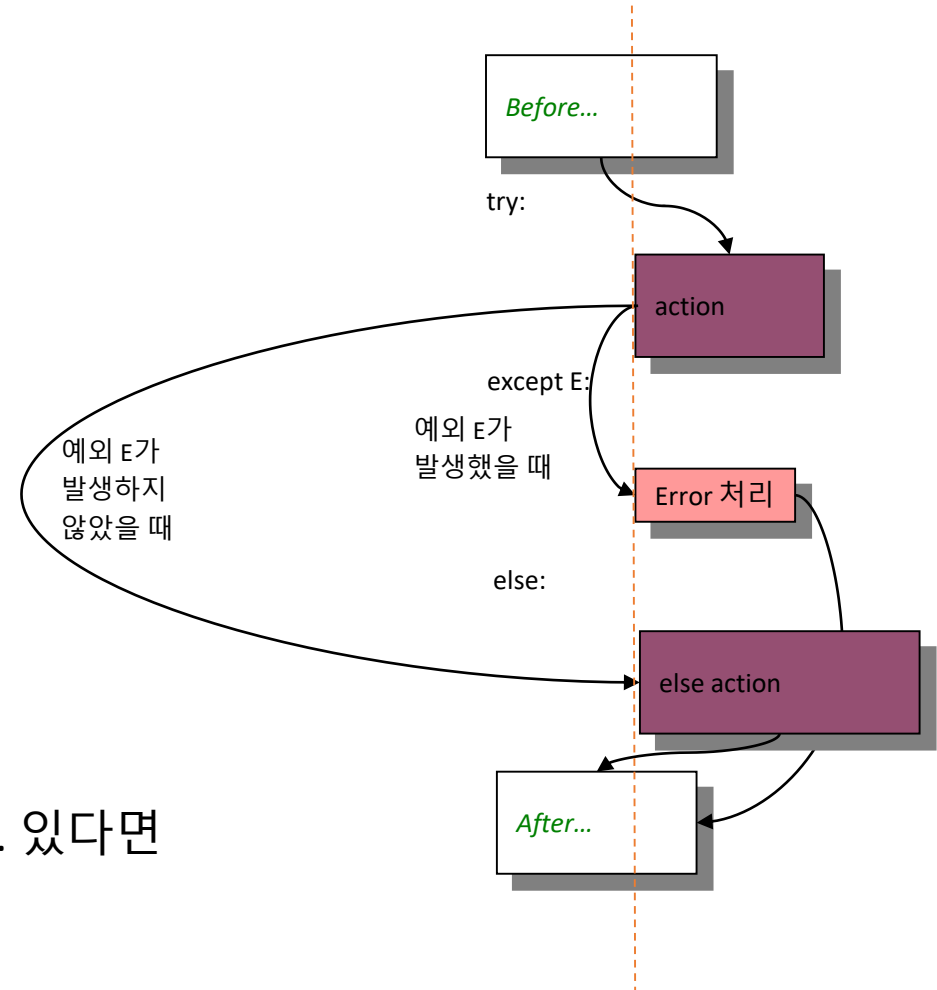 Before…
try:
action
except E:
예외 E가
발생했을 때
예외 E가
발생하지
않았을 때
Error 처리
else:
else action
. 있다면
After…